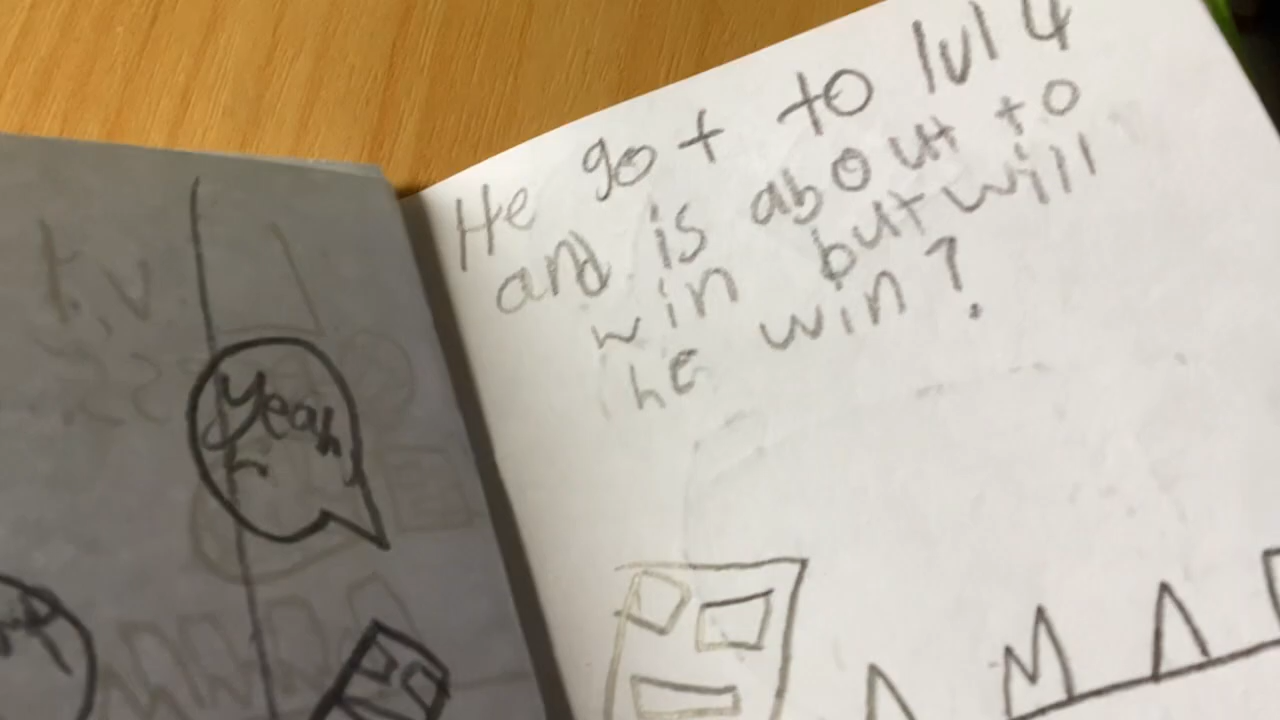 yeah
He got to lvl 4
and is about to
win but will
he win?